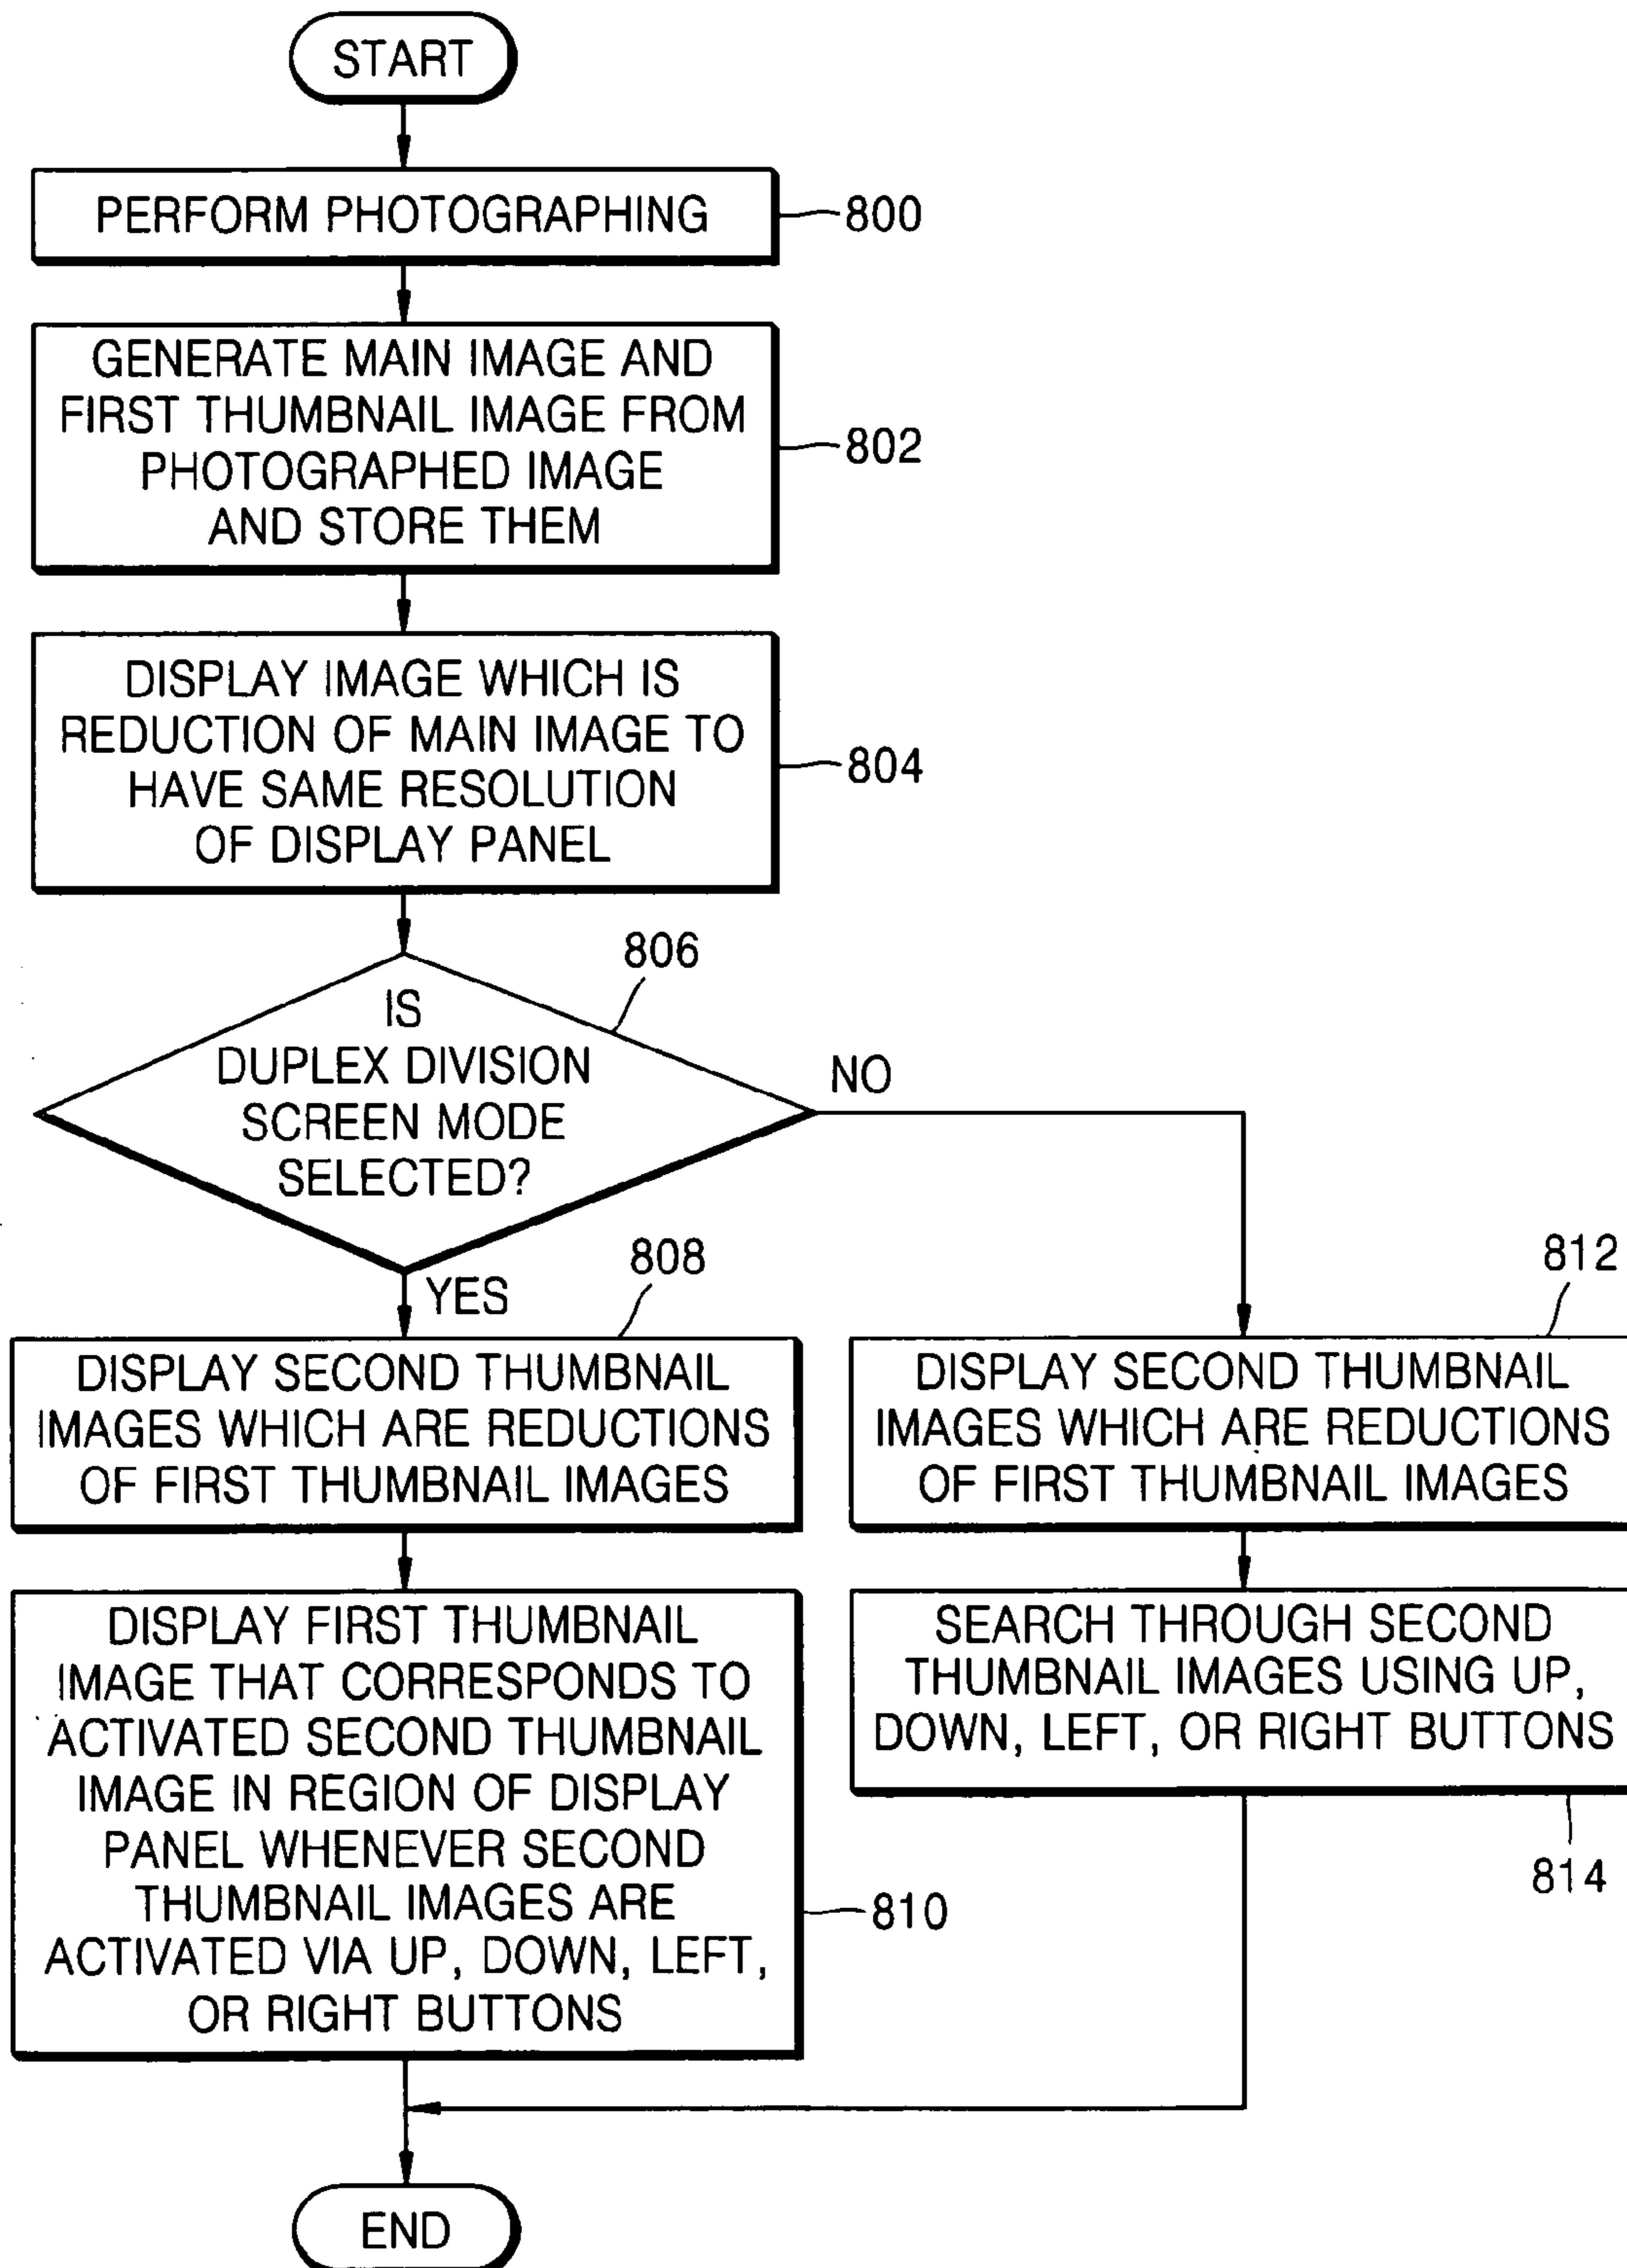 START
PERFORM PHOTOGRAPHING
800
GENERATE MAIN IMAGE AND
FIRST THUMBNAIL IMAGE FROM
PHOTOGRAPHED IMAGE
AND STORE THEM
802
DISPLAY IMAGE WHICH IS
REDUCTION OF MAIN IMAGE TO
HAVE SAME RESOLUTION
OF DISPLAY PANEL
804
806
IS
DUPLEX DIVISION
SCREEN MODE
SELECTED?
NO
YES
808
DISPLAY SECOND THUMBNAIL
IMAGES WHICH ARE REDUCTIONS
OF FIRST THUMBNAIL IMAGES
812
DISPLAY SECOND THUMBNAIL
IMAGES WHICH ARE REDUCTIONS
OF FIRST THUMBNAIL IMAGES
DISPLAY FIRST THUMBNAIL
IMAGE THAT CORRESPONDS TO
ACTIVATED SECOND THUMBNAIL
IMAGE IN REGION OF DISPLAY
PANEL WHENEVER SECOND
THUMBNAIL IMAGES ARE
ACTIVATED VIA UP, DOWN, LEFT,
OR RIGHT BUTTONS
810
SEARCH THROUGH SECOND
THUMBNAIL IMAGES USING UP,
DOWN, LEFT, OR RIGHT BUTTONS
814
END